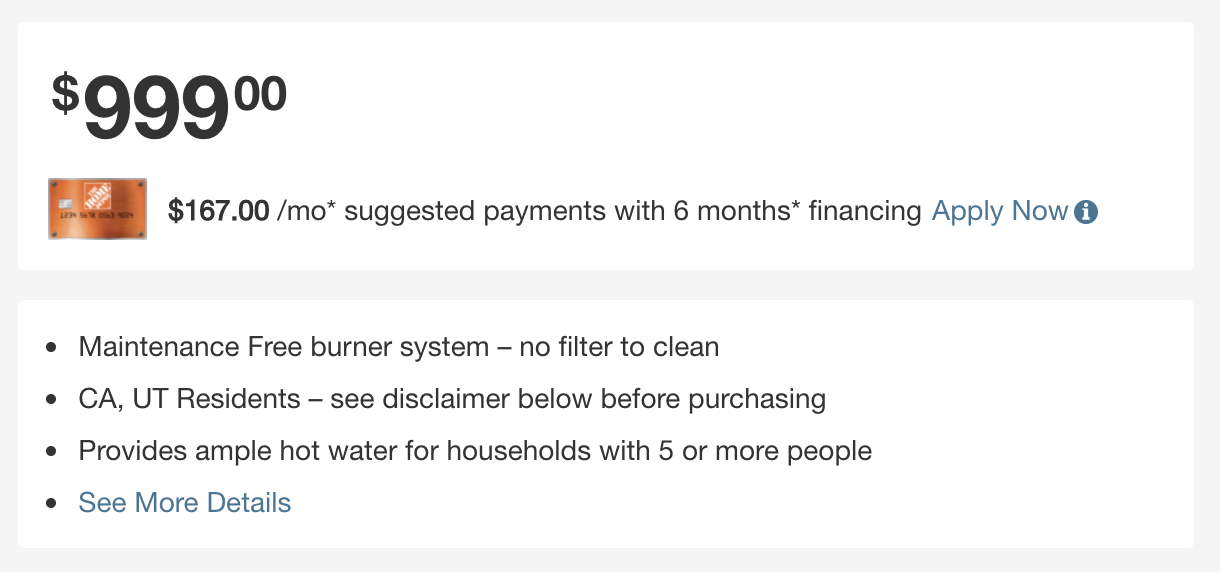 $999 00
THE HOME DEPOT
1234 5678 0563 9024
$167.00 /mo* suggested payments with 6 months* financing Apply Now
• Maintenance Free burner system – no filter to clean
• CA, UT Residents – see disclaimer below before purchasing
• Provides ample hot water for households with 5 or more people
• See More Details